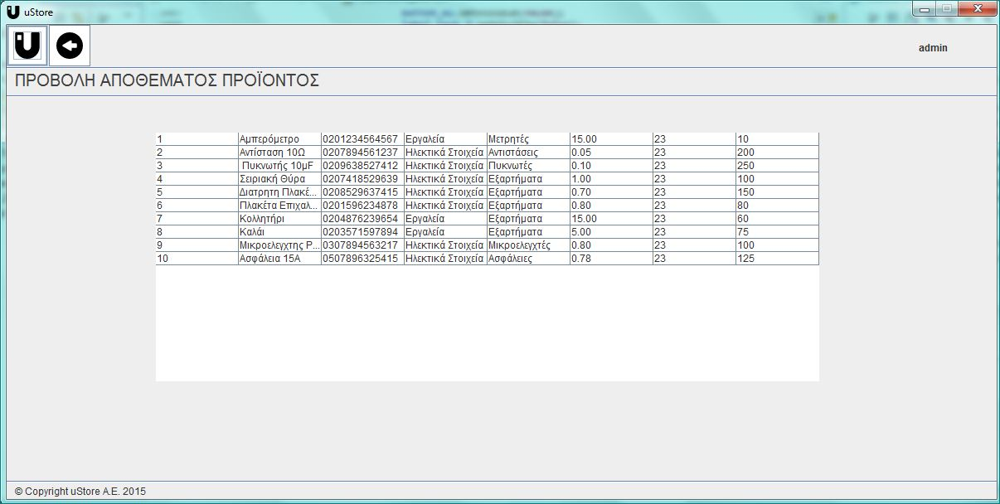 uStore
admin
ΠΡΟΒΟΛΗ ΑΠΟΘΕΜΑΤΟΣ ΠΡΟΪΟΝΤΟΣ
1 Αμπερόμετρο 0201234564567 Εργαλεία Μετρητές 15.00 23 10
2 Αντίσταση 10Ω 0207894561237 Ηλεκτικά Στοιχεία Αντιστάσεις 0.05 23 200
3 Πυκνωτής 10μF 0209638527412 Ηλεκτικά Στοιχεία Πυκνωτές 0.10 23 250
4 Σειριακή Θύρα 0207418529639 Ηλεκτικά Στοιχεία Εξαρτήματα 1.00 23 100
5 Διατρητη Πλακέ... 0208529637415 Ηλεκτικά Στοιχεία Εξαρτήματα 0.70 23 150
6 Πλακέτα Επιχαλ... 0201596234878 Ηλεκτικά Στοιχεία Εξαρτήματα 0.80 23 80
7 Κολλητήρι 0204876239654 Εργαλεία Εξαρτήματα 15.00 23 60
8 Καλάι 0203571597894 Εργαλεία Εξαρτήματα 5.00 23 75
9 Μικροελεγχτης P... 0307894563217 Ηλεκτικά Στοιχεία Μικροελεγχτές 0.80 23 100
10 Ασφάλεια 15Α 0507896325415 Ηλεκτικά Στοιχεία Ασφάλειες 0.78 23 125
© Copyright uStore A.E. 2015